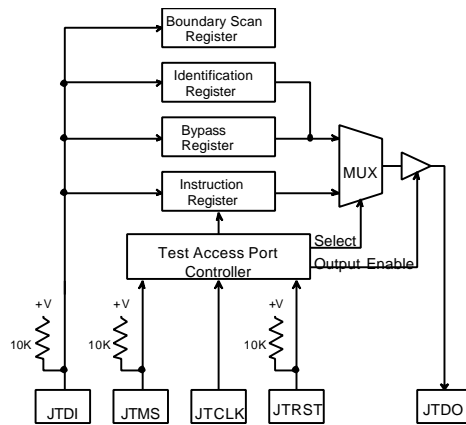 Boundary Scan
Register
Identification
Register
Bypass
Register
MUX
Instruction
Register
Select
Test Access Port
Controller
Output Enable
+V
+V
+V
10K
10K
10K
JTDI
JTMS
JTCLK
JTRST
JTDO